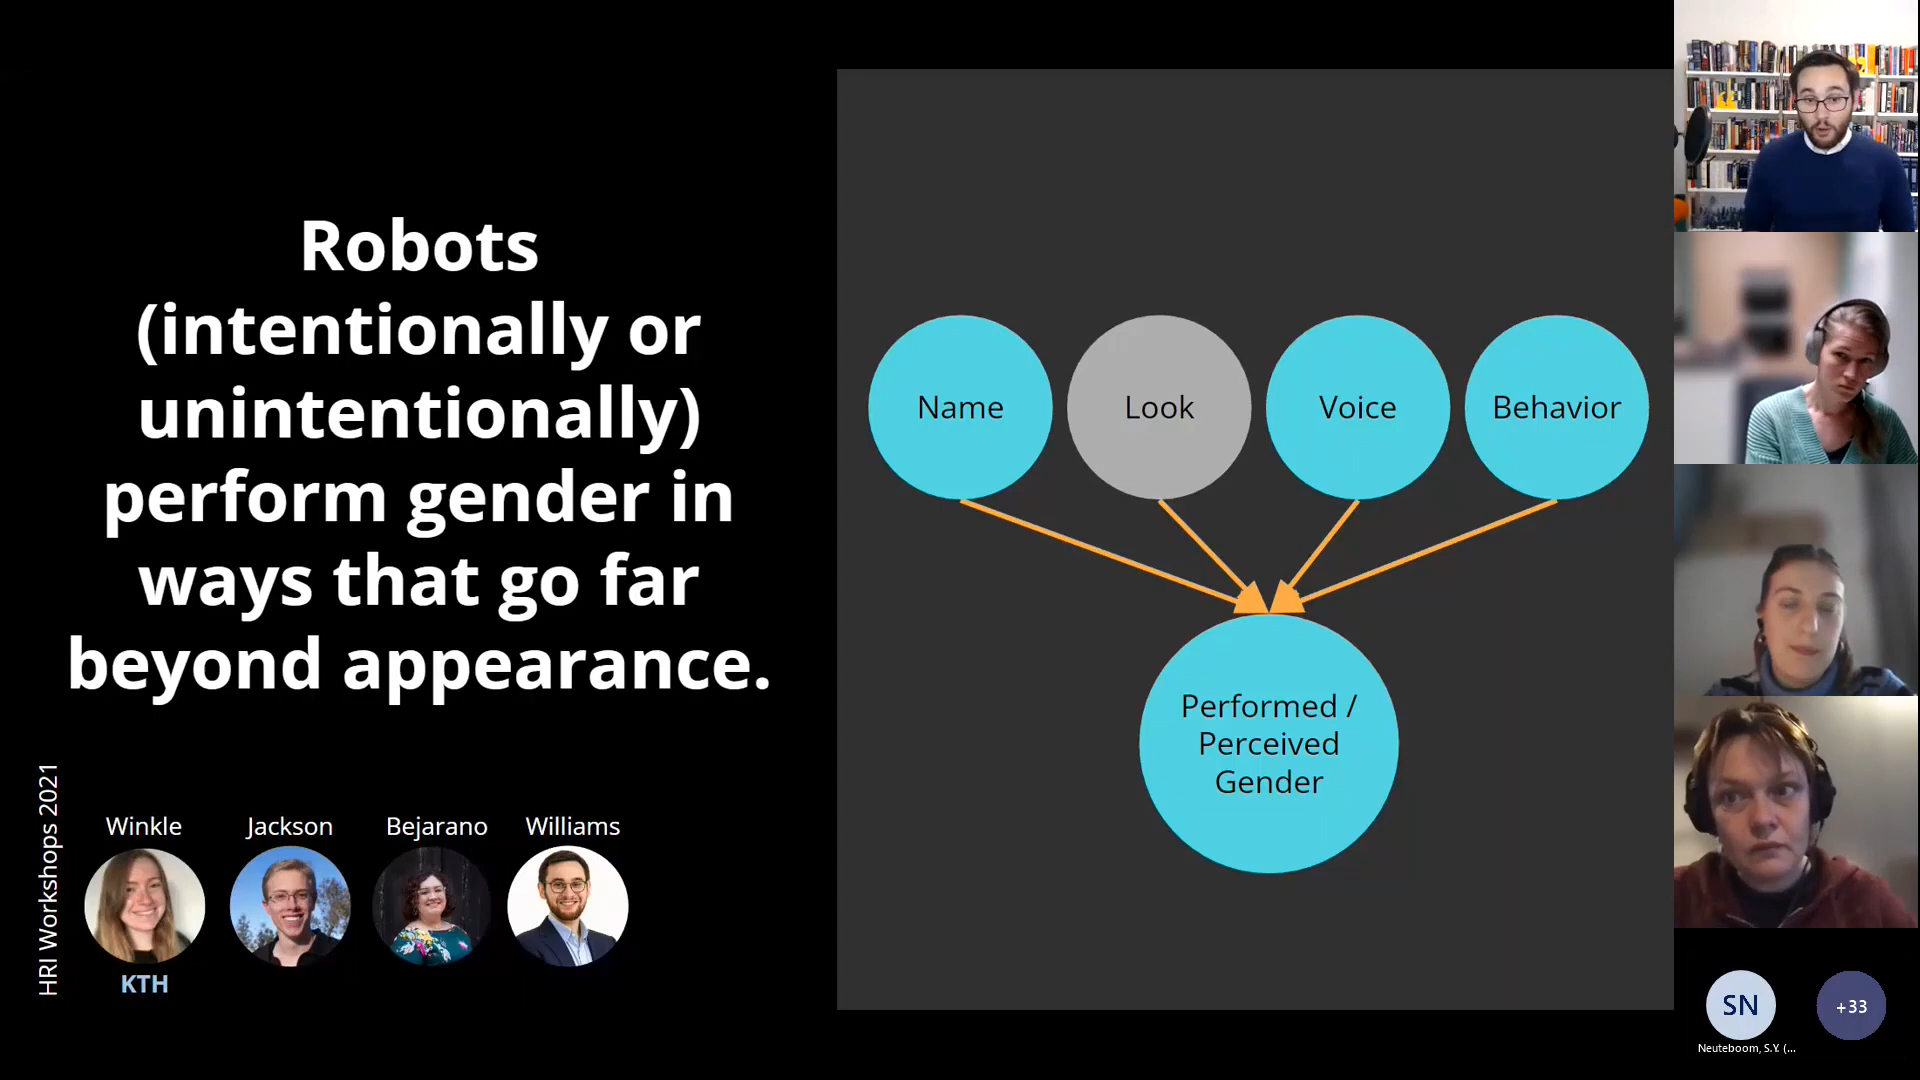 Robots
(intentionally or
unintentionally)
perform gender in
ways that go far
beyond appearance.
HRI Workshops 2021
Winkle
Jackson
Bejarano
Williams
KTH
Name
Look
Voice
Behavior
Performed /
Perceived
Gender
SN
+33
Neuteboom, S.Y. (...